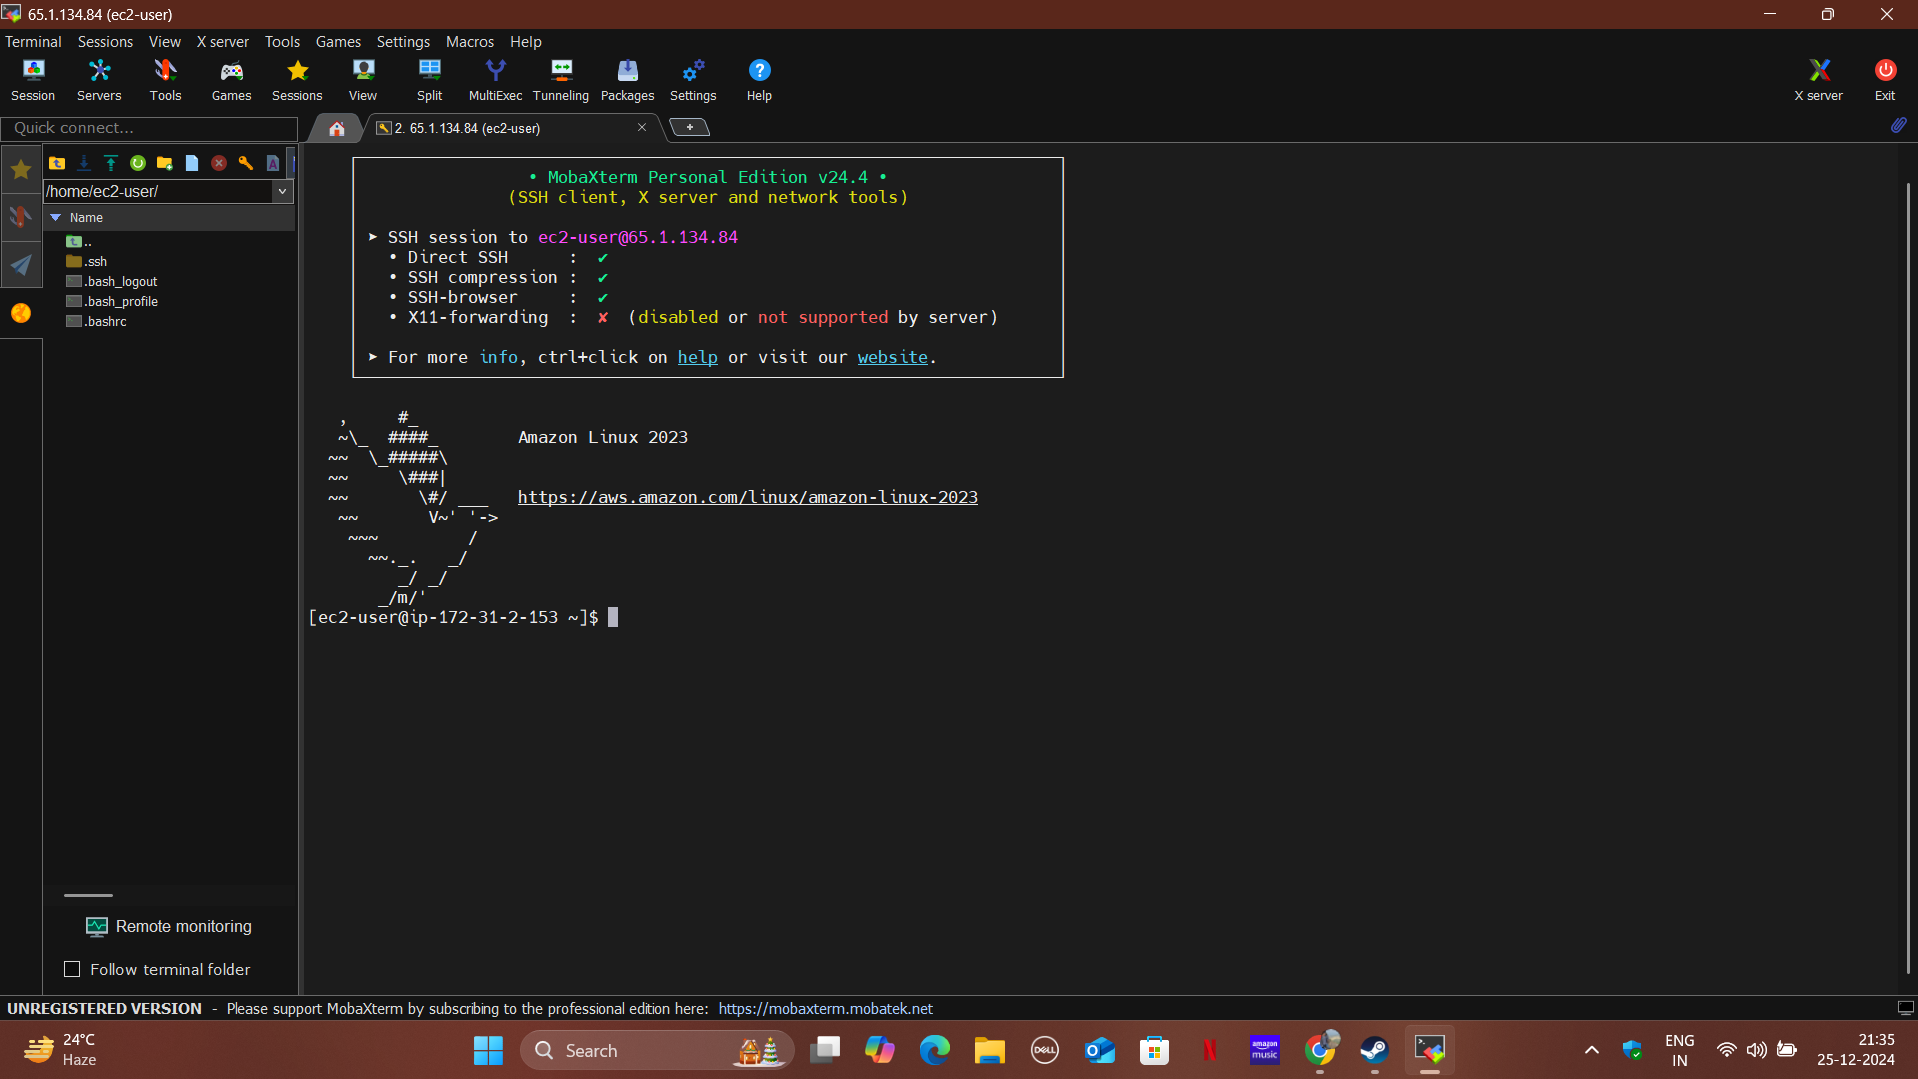 65.1.134.84 (ec2-user)
Terminal Sessions View X server Tools Games Settings Macros Help
Session Servers Tools Games Sessions View Split MultiExec Tunneling Packages Settings Help X server Exit
Quick connect...
2. 65.1.134.84 (ec2-user)
/home/ec2-user/
Name
..
.ssh
.bash_logout
.bash_profile
.bashrc
• MobaXterm Personal Edition v24.4 •
(SSH client, X server and network tools)
➤ SSH session to ec2-user@65.1.134.84
• Direct SSH : ✔
• SSH compression : ✔
• SSH-browser : ✔
• X11-forwarding : ✘ (disabled or not supported by server)
➤ For more info, ctrl+click on help or visit our website.
, #_
~\_ ####_ Amazon Linux 2023
~~ \_#####\
~~ \###|
~~ \#/ ___ https://aws.amazon.com/linux/amazon-linux-2023
~~ V~' '->
~~~ /
~~._. _/
_/ _/
_/m/'
[ec2-user@ip-172-31-2-153 ~]$
Remote monitoring
Follow terminal folder
UNREGISTERED VERSION - Please support MobaXterm by subscribing to the professional edition here: https://mobaxterm.mobatek.net
24°C
Haze
Search
DELL
amazon music
ENG
IN
21:35
25-12-2024